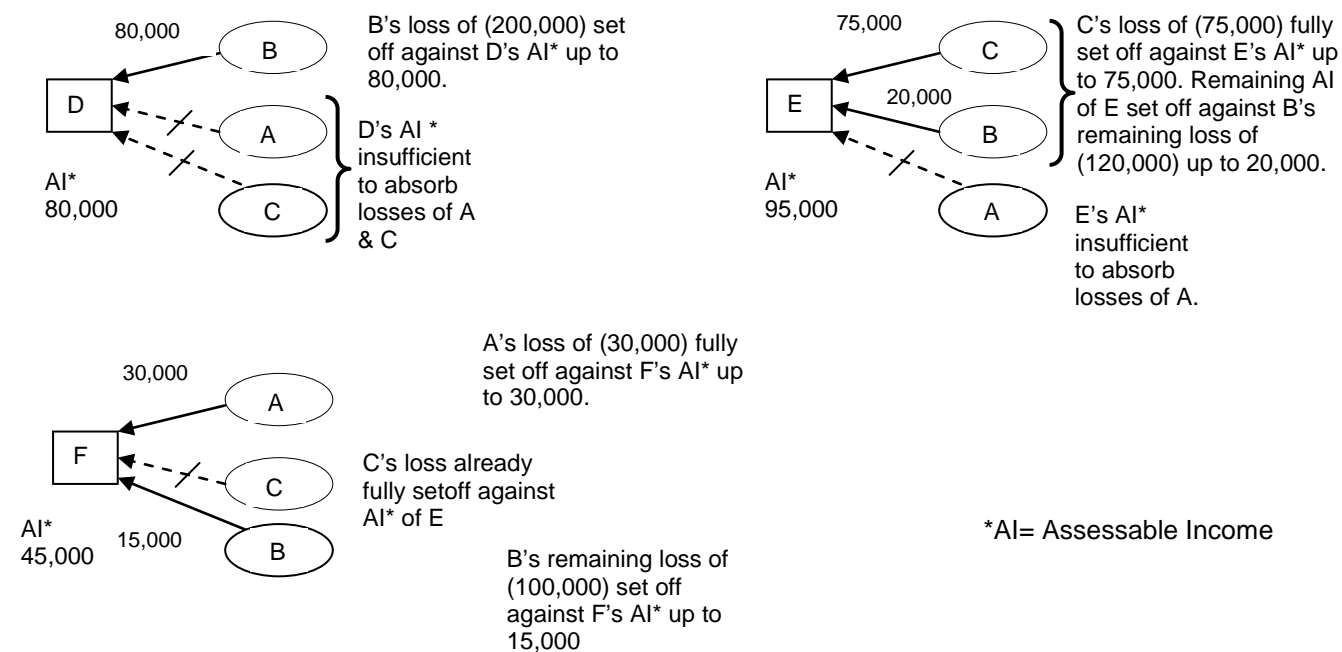 80,000
B
D
A
C
AI*
80,000
B's loss of (200,000) set
off against D's AI* up to
80,000.
D's AI *
insufficient
to absorb
losses of A
& C
75,000
C
E
20,000
B
A
AI*
95,000
C's loss of (75,000) fully
set off against E's AI* up
to 75,000. Remaining AI
of E set off against B's
remaining loss of
(120,000) up to 20,000.
E's AI*
insufficient
to absorb
losses of A.
30,000
A
F
C
B
AI*
45,000
15,000
A's loss of (30,000) fully
set off against F's AI* up
to 30,000.
C's loss already
fully setoff against
AI* of E
B's remaining loss of
(100,000) set off
against F's AI* up to
15,000
*AI= Assessable Income